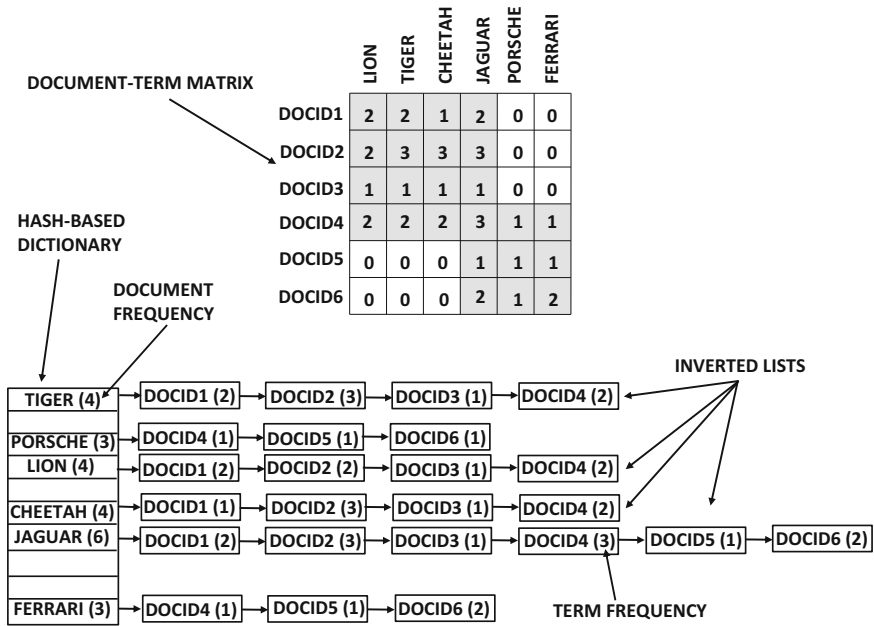 DOCUMENT-TERM MATRIX
LION TIGER CHEETAH JAGUAR PORSCHE FERRARI
DOCID1 2 2 1 2 0 0
DOCID2 2 3 3 3 0 0
DOCID3 1 1 1 1 0 0
DOCID4 2 2 2 3 1 1
DOCID5 0 0 0 1 1 1
DOCID6 0 0 0 2 1 2
HASH-BASED
DICTIONARY
DOCUMENT
FREQUENCY
INVERTED LISTS
TIGER (4) DOCID1 (2) DOCID2 (3) DOCID3 (1) DOCID4 (2)
PORSCHE (3) DOCID4 (1) DOCID5 (1) DOCID6 (1)
LION (4) DOCID1 (2) DOCID2 (2) DOCID3 (1) DOCID4 (2)
CHEETAH (4) DOCID1 (1) DOCID2 (3) DOCID3 (1) DOCID4 (2)
JAGUAR (6) DOCID1 (2) DOCID2 (3) DOCID3 (1) DOCID4 (3) DOCID5 (1) DOCID6 (2)
FERRARI (3) DOCID4 (1) DOCID5 (1) DOCID6 (2)
TERM FREQUENCY